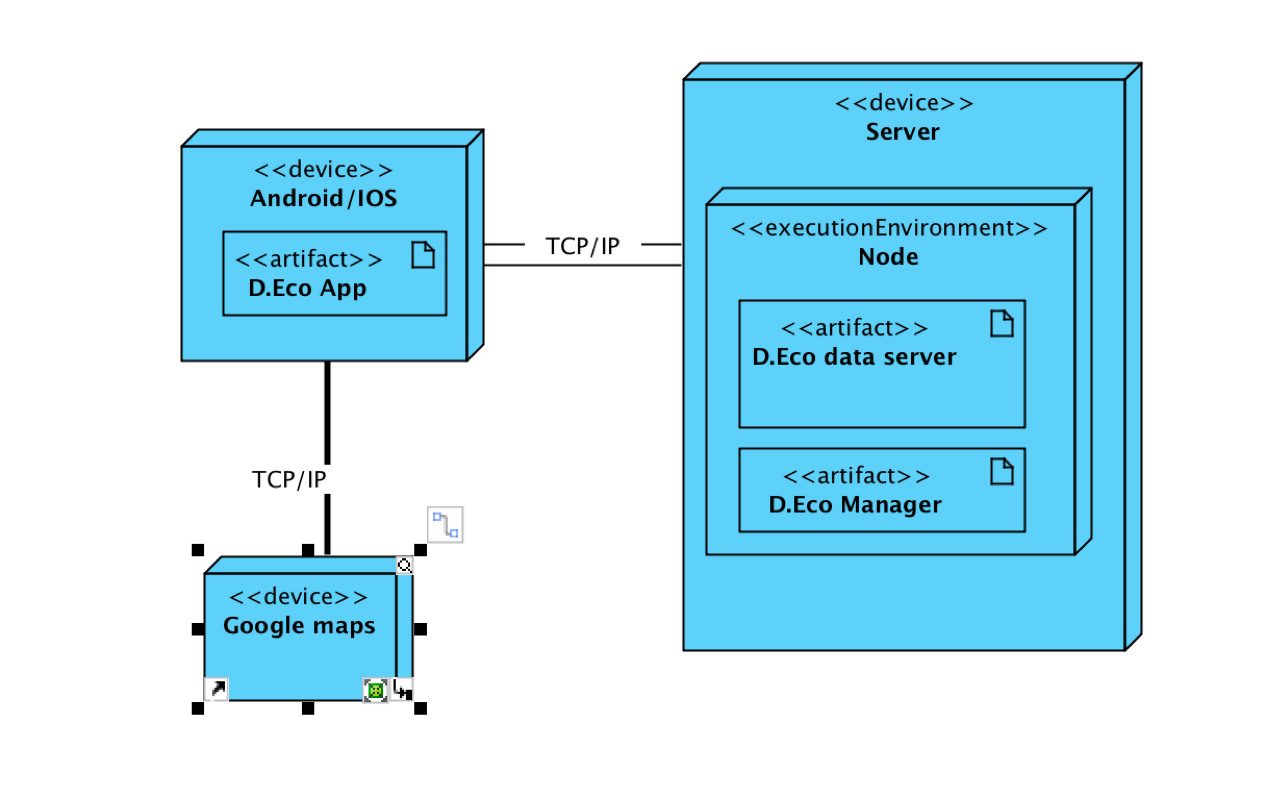 <<device>>
Android/IOS
<<artifact>>
D.Eco App
TCP/IP
<<device>>
Server
<<executionEnvironment>>
Node
<<artifact>>
D.Eco data server
<<artifact>>
D.Eco Manager
TCP/IP
<<device>>
Google maps